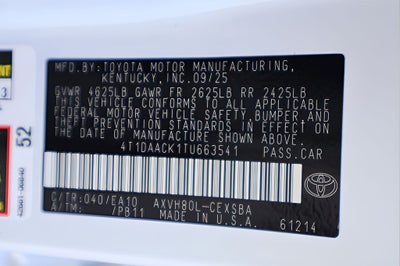 MFD.BY:TOYOTA MOTOR MANUFACTURING,
KENTUCKY,INC.09/25
GVWR 4625LB GAWR FR 2625LB RR 2425LB
THIS VEHICLE CONFORMS TO ALL APPLICABLE
FEDERAL MOTOR VEHICLE SAFETY,BUMPER,AND
THEFT PREVENTION STANDARDS IN EFFECT ON
THE DATE OF MANUFACTURE SHOWN ABOVE.
4T1DAACK1TU663541 PASS.CAR
C/TR:040/EA10 AXVH80L-CEXSBA
/PB11 MADE IN U.S.A. 61214
52
3